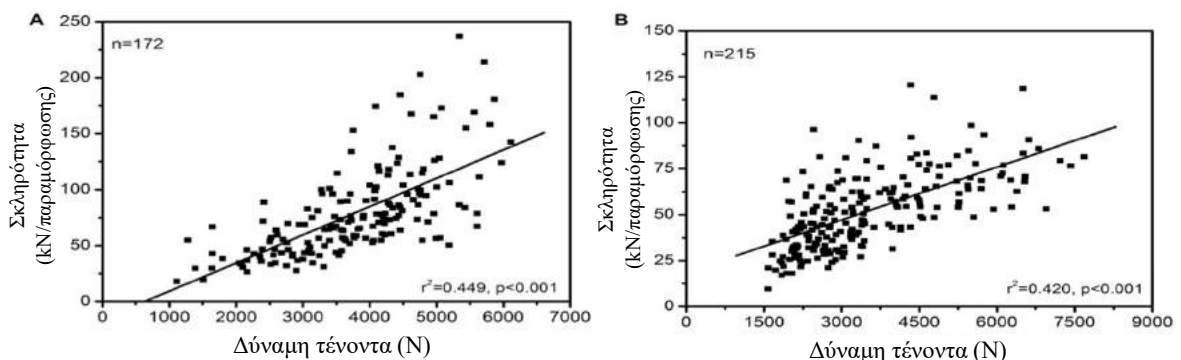 A
n=172
Σκληρότητα
(kN/παραμόρφωσης)
250
200
150
100
50
0
r²=0.449, p<0.001
0 1000 2000 3000 4000 5000 6000 7000
Δύναμη τένοντα (N)
B
n=215
Σκληρότητα
(kN/παραμόρφωσης)
150
125
100
75
50
25
0
r²=0.420, p<0.001
0 1500 3000 4500 6000 7500 9000
Δύναμη τένοντα (N)